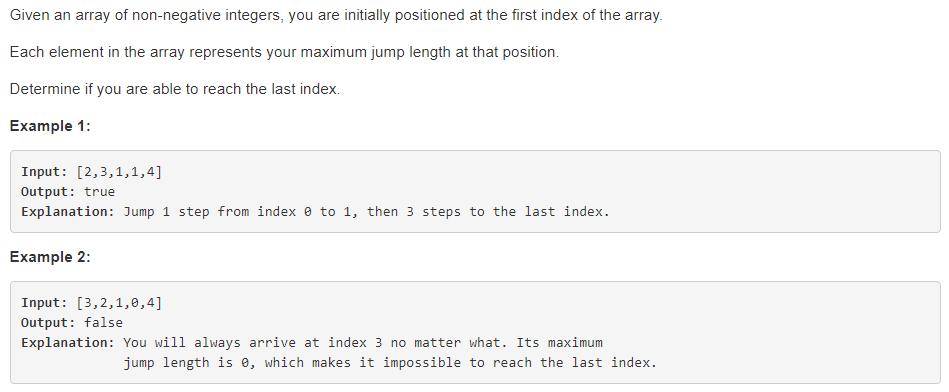 Given an array of non-negative integers, you are initially positioned at the first index of the array.
Each element in the array represents your maximum jump length at that position.
Determine if you are able to reach the last index.
Example 1:
Input: [2,3,1,1,4]
Output: true
Explanation: Jump 1 step from index 0 to 1, then 3 steps to the last index.
Example 2:
Input: [3,2,1,0,4]
Output: false
Explanation: You will always arrive at index 3 no matter what. Its maximum
jump length is 0, which makes it impossible to reach the last index.